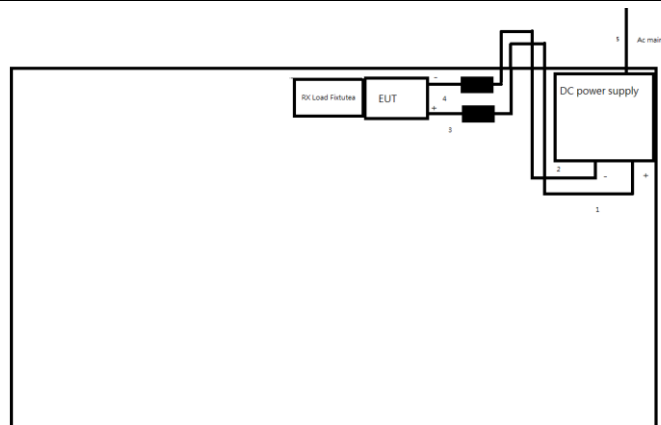 5 Ac main
DC power supply
RX Load Fixtutea EUT
-
+
4
3
2
-
+
1